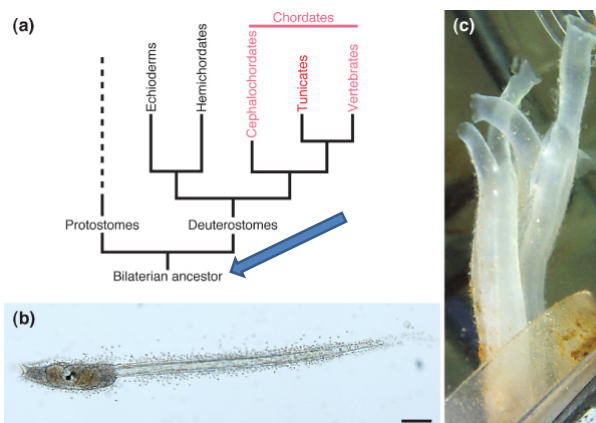 (a)
Chordates
Echioderms
Hemichordates
Cephalochordates
Tunicates
Vertebrates
Protostomes
Deuterostomes
Bilaterian ancestor
(b)
(c)